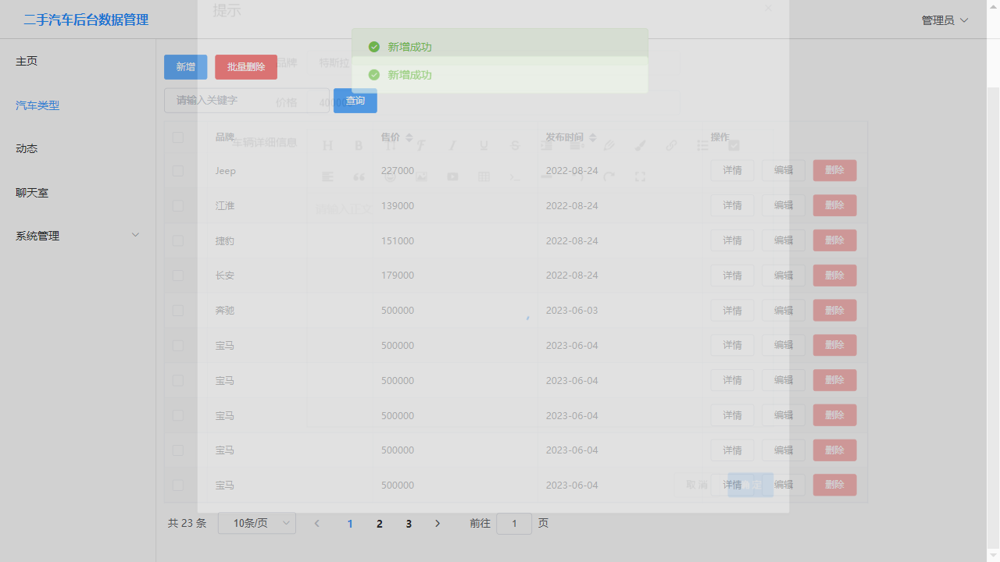 二手汽车后台数据管理
管理员
提示
新增成功
新增成功
主页
汽车类型
动态
聊天室
系统管理
新增
批量删除
品牌 特斯拉
请输入关键字
查询
价格
车辆详细信息
品牌 售价 发布时间 操作
Jeep 227000 2022-08-24 详情 编辑 删除
江淮 139000 2022-08-24 详情 编辑 删除
捷豹 151000 2022-08-24 详情 编辑 删除
长安 179000 2022-08-24 详情 编辑 删除
奔驰 500000 2023-06-03 详情 编辑 删除
宝马 500000 2023-06-04 详情 编辑 删除
宝马 500000 2023-06-04 详情 编辑 删除
宝马 500000 2023-06-04 详情 编辑 删除
宝马 500000 2023-06-04 详情 编辑 删除
宝马 500000 2023-06-04 详情 编辑 删除
请输入正文
取消 确定
共 23 条 10条/页 1 2 3 前往 1 页